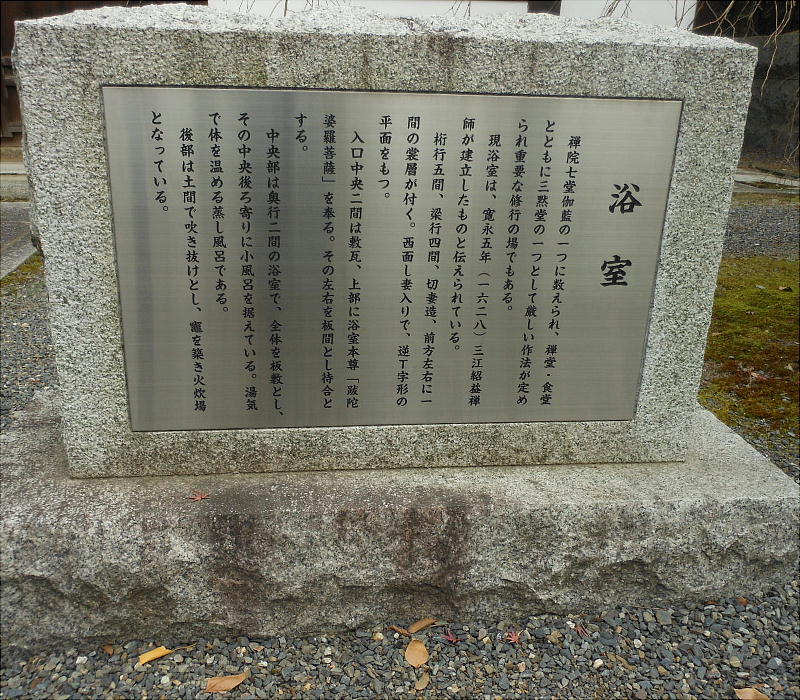 浴室
禅院七堂伽藍の一つに数えられ、禅堂・食堂
とともに三黙堂の一つとして厳しい作法が定め
られ重要な修行の場でもある。
現浴室は、寛永五年（一六二八）三江紹益禅
師が建立したものと伝えられている。
桁行五間、梁行四間、切妻造、前方左右に一
間の裳層が付く。西面し妻入りで、逆T字形の
平面をもつ。
入口中央二間は敷瓦、上部に浴室本尊「跋陀
婆羅菩薩」を奉る。その左右を板間とし待合と
する。
中央部は奥行二間の浴室で、全体を板敷とし、
その中央後ろ寄りに小風呂を据えている。湯気
で体を温める蒸し風呂である。
後部は土間で吹き抜けとし、竈を築き火炊場
となっている。